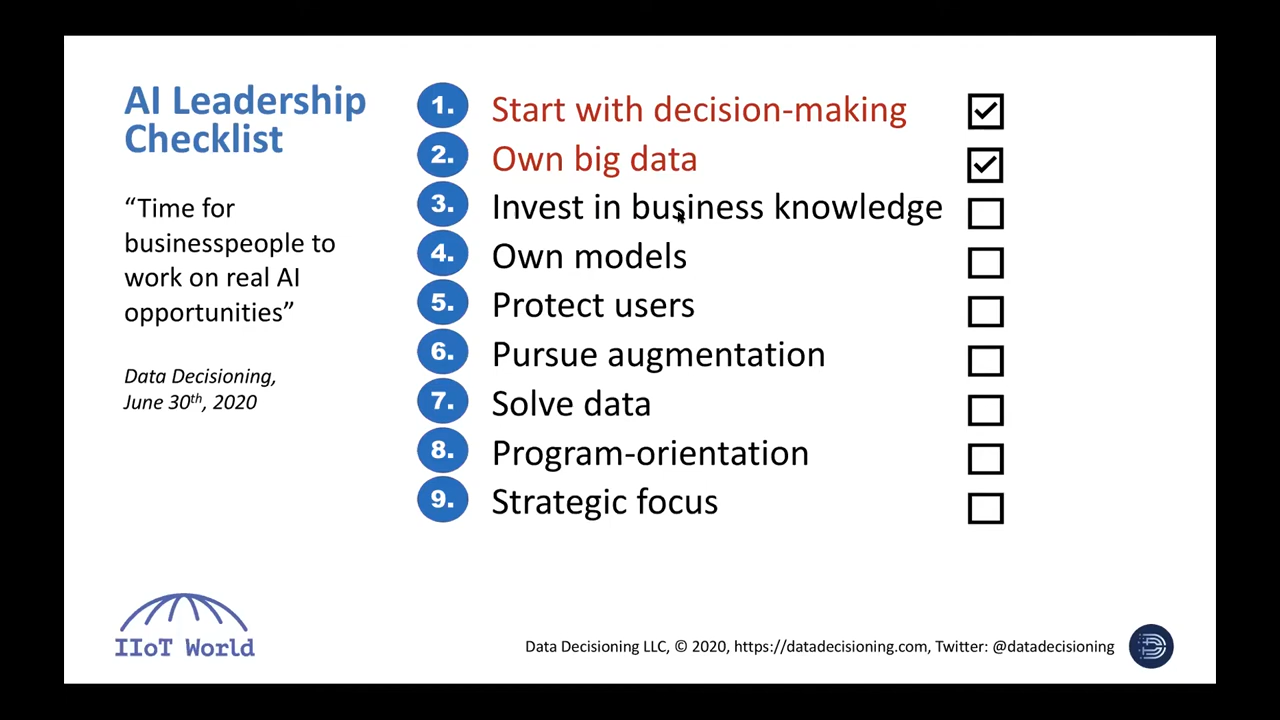 AI Leadership
Checklist
“Time for
businesspeople to
work on real AI
opportunities”
Data Decisioning,
June 30th, 2020
1. Start with decision-making
2. Own big data
3. Invest in business knowledge
4. Own models
5. Protect users
6. Pursue augmentation
7. Solve data
8. Program-orientation
9. Strategic focus
IIoT World
Data Decisioning LLC, © 2020, https://datadecisioning.com, Twitter: @datadecisioning